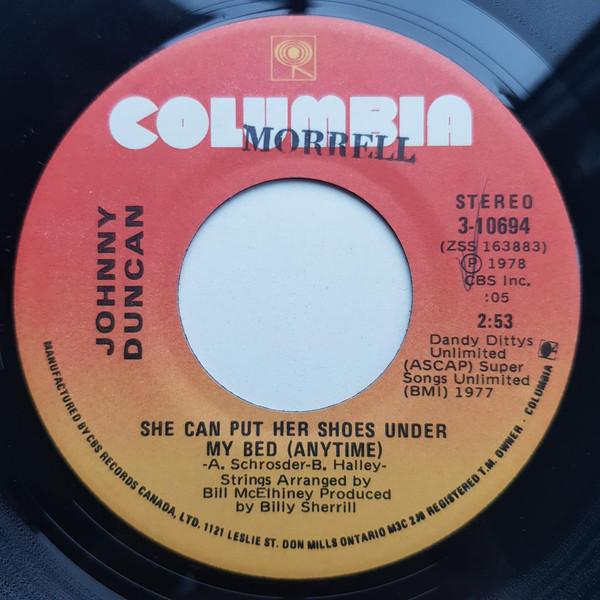 COLUMBIA
MORRELL
JOHNNY
DUNCAN
STEREO
3-10694
(ZSS 163883)
Ⓟ 1978
CBS Inc.
:05
2:53
Dandy Dittys
Unlimited
(ASCAP) Super
Songs Unlimited
(BMI) 1977
SHE CAN PUT HER SHOES UNDER
MY BED (ANYTIME)
-A. Schrosder-B. Halley-
Strings Arranged by
Bill McElhiney Produced
by Billy Sherrill
MANUFACTURED BY CBS RECORDS CANADA, LTD. 1121 LESLIE ST. DON MILLS ONTARIO M3C 2J8 REGISTERED T.M. OWNER · COLUMBIA